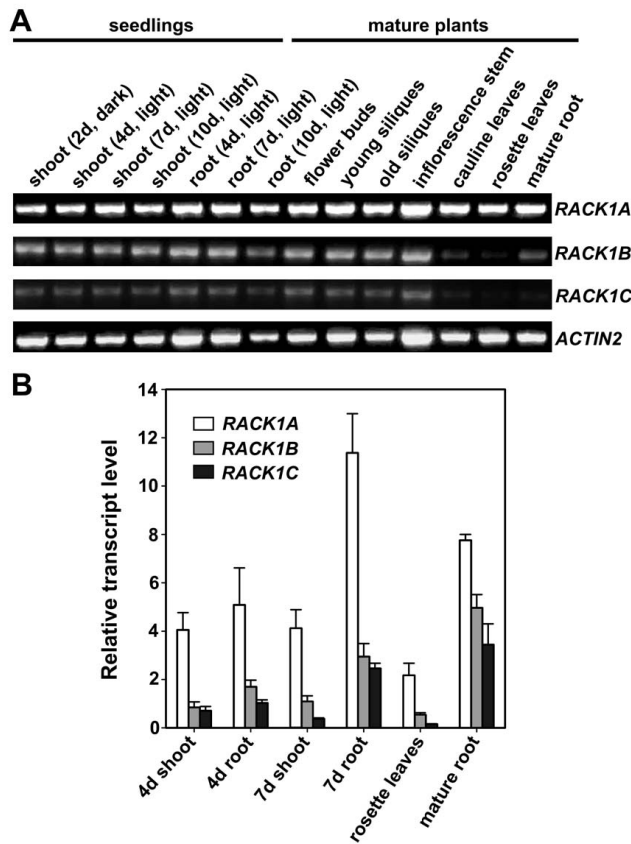 A
seedlings
mature plants
shoot (2d, dark)
shoot (4d, light)
shoot (7d, light)
shoot (10d, light)
root (4d, light)
root (7d, light)
root (10d, light)
flower buds
young siliques
old siliques
inflorescence stem
cauline leaves
rosette leaves
mature root
RACK1A
RACK1B
RACK1C
ACTIN2
B
Relative transcript level
14
12
10
8
6
4
2
0
RACK1A
RACK1B
RACK1C
4d shoot
4d root
7d shoot
7d root
rosette leaves
mature root